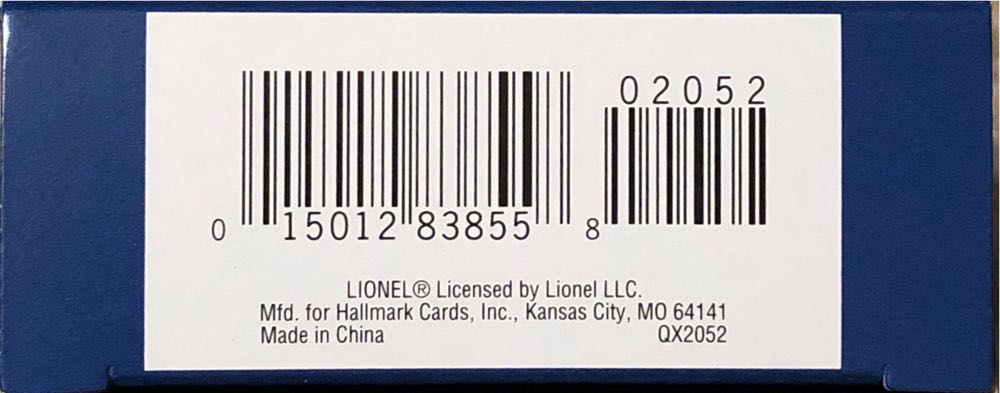 02052
0 15012 83855 8
LIONEL® Licensed by Lionel LLC.
Mfd. for Hallmark Cards, Inc., Kansas City, MO 64141
Made in China QX2052